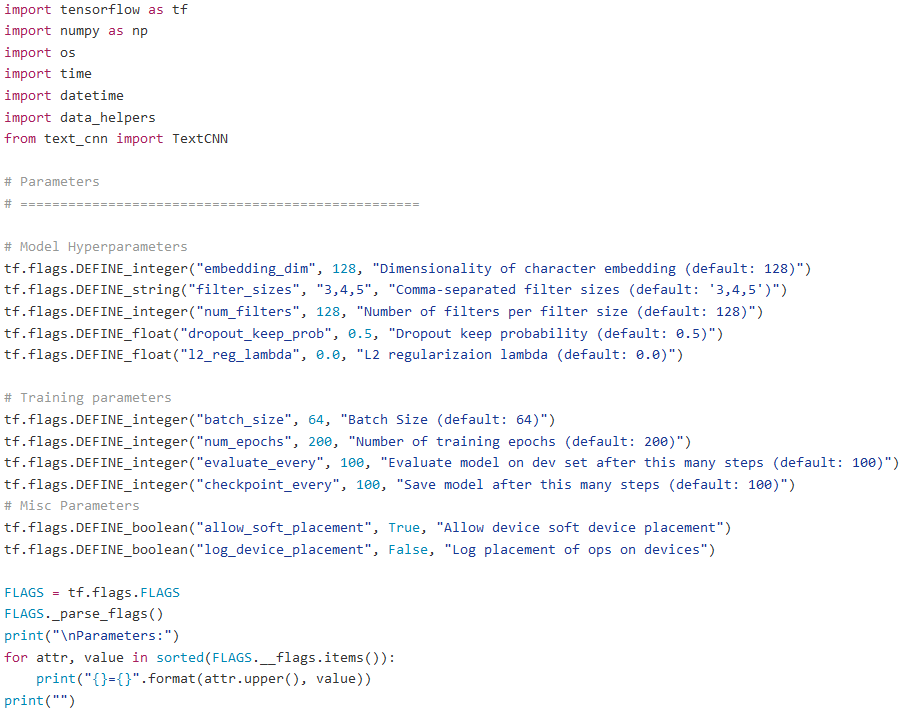 import tensorflow as tf
import numpy as np
import os
import time
import datetime
import data_helpers
from text_cnn import TextCNN
# Parameters
# ==================================================
# Model Hyperparameters
tf.flags.DEFINE_integer("embedding_dim", 128, "Dimensionality of character embedding (default: 128)")
tf.flags.DEFINE_string("filter_sizes", "3,4,5", "Comma-separated filter sizes (default: '3,4,5')")
tf.flags.DEFINE_integer("num_filters", 128, "Number of filters per filter size (default: 128)")
tf.flags.DEFINE_float("dropout_keep_prob", 0.5, "Dropout keep probability (default: 0.5)")
tf.flags.DEFINE_float("l2_reg_lambda", 0.0, "L2 regularizaion lambda (default: 0.0)")
# Training parameters
tf.flags.DEFINE_integer("batch_size", 64, "Batch Size (default: 64)")
tf.flags.DEFINE_integer("num_epochs", 200, "Number of training epochs (default: 200)")
tf.flags.DEFINE_integer("evaluate_every", 100, "Evaluate model on dev set after this many steps (default: 100)")
tf.flags.DEFINE_integer("checkpoint_every", 100, "Save model after this many steps (default: 100)")
# Misc Parameters
tf.flags.DEFINE_boolean("allow_soft_placement", True, "Allow device soft device placement")
tf.flags.DEFINE_boolean("log_device_placement", False, "Log placement of ops on devices")
FLAGS = tf.flags.FLAGS
FLAGS._parse_flags()
print("\nParameters:")
for attr, value in sorted(FLAGS.__flags.items()):
    print("{}={}".format(attr.upper(), value))
print("")